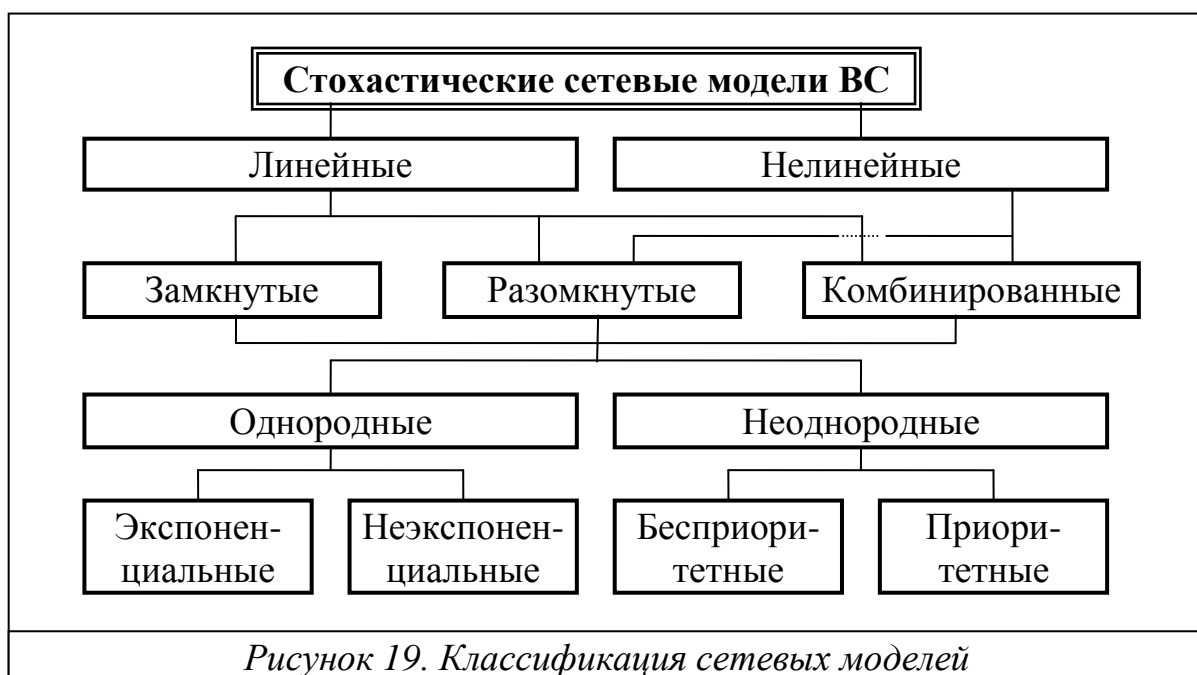 Стохастические сетевые модели ВС
Линейные
Нелинейные
Замкнутые
Разомкнутые
Комбинированные
Однородные
Неоднородные
Экспонен-
циальные
Неэкспонен-
циальные
Бесприори-
тетные
Приори-
тетные
Рисунок 19. Классификация сетевых моделей